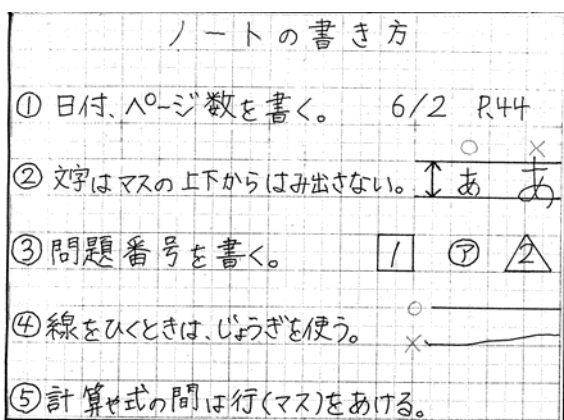 ノートの書き方
① 日付、ページ数を書く。 6/2 P.44
○ ×
② 文字はマスの上下からはみ出さない。 あ あ
③ 問題番号を書く。 1 ㋐ 2
○
④ 線をひくときは、じょうぎを使う。
×
⑤ 計算や式の間は行(マス)をあける。